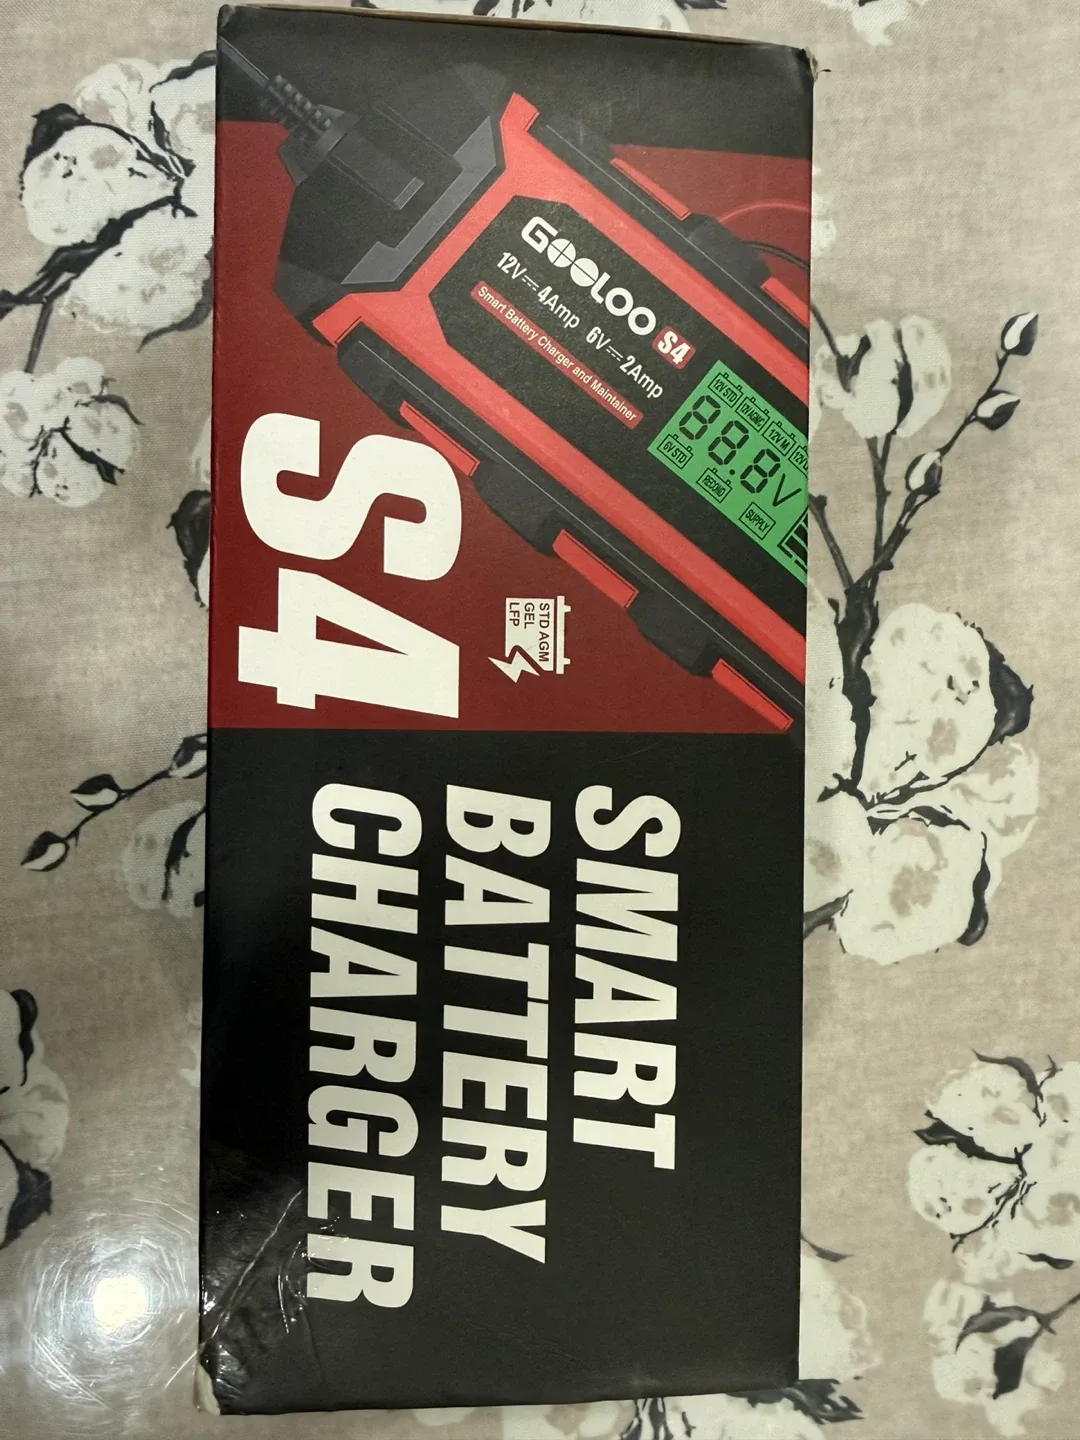 GOOLOO S4
12V⎓4Amp 6V⎓2Amp
Smart Battery Charger and Maintainer
12V STD 12V AGM 12V M 12V
88.8V
6V STD RECOND SUPPLY
STD AGM
GEL
LFP
S4
SMART
BATTERY
CHARGER